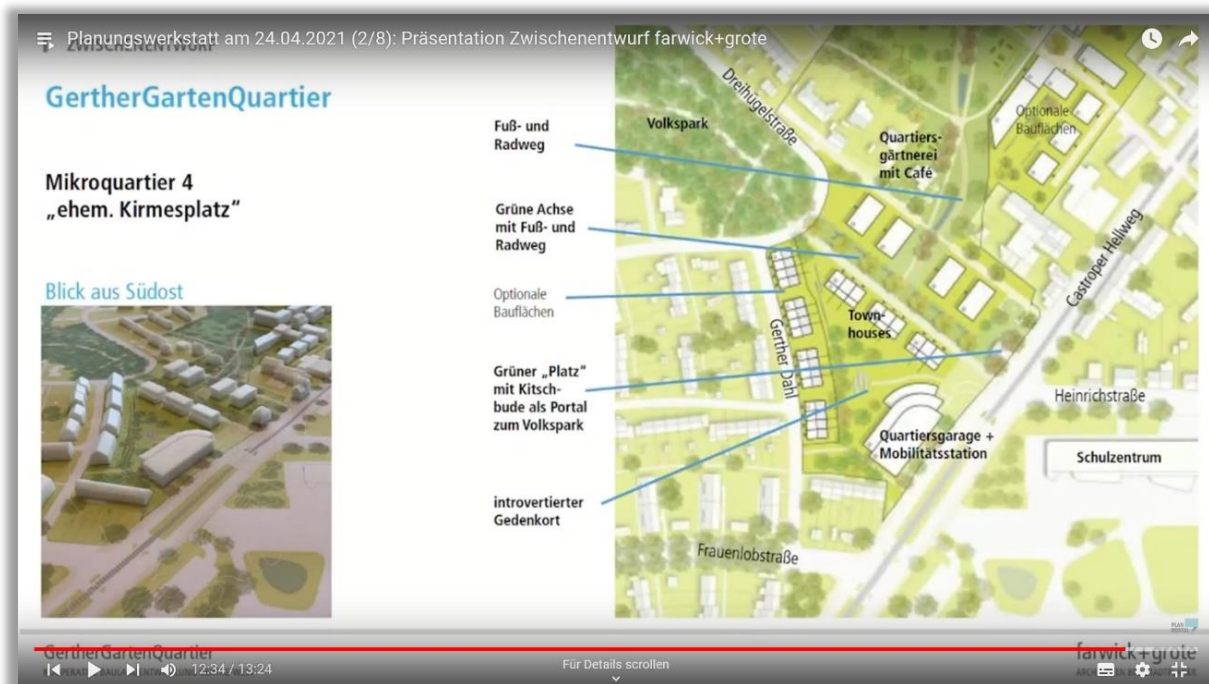 Planungswerkstatt am 24.04.2021 (2/8): Präsentation Zwischenentwurf farwick+grote
ZWISCHENENTWURF
GertherGartenQuartier
Mikroquartier 4
„ehem. Kirmesplatz“
Blick aus Südost
Fuß- und
Radweg
Grüne Achse
mit Fuß- und
Radweg
Optionale
Bauflächen
Grüner „Platz“
mit Kitsch-
bude als Portal
zum Volkspark
introvertierter
Gedenkort
Volkspark
Dreihügelstraße
Quartiers-
gärtnerei
mit Café
Optionale
Bauflächen
Castroper Hellweg
Town-
houses
Gerther Dahl
Heinrichstraße
Quartiersgarage +
Mobilitätsstation
Schulzentrum
Frauenlobstraße
GertherGartenQuartier
farwick+grote
12:34 / 13:24
Für Details scrollen